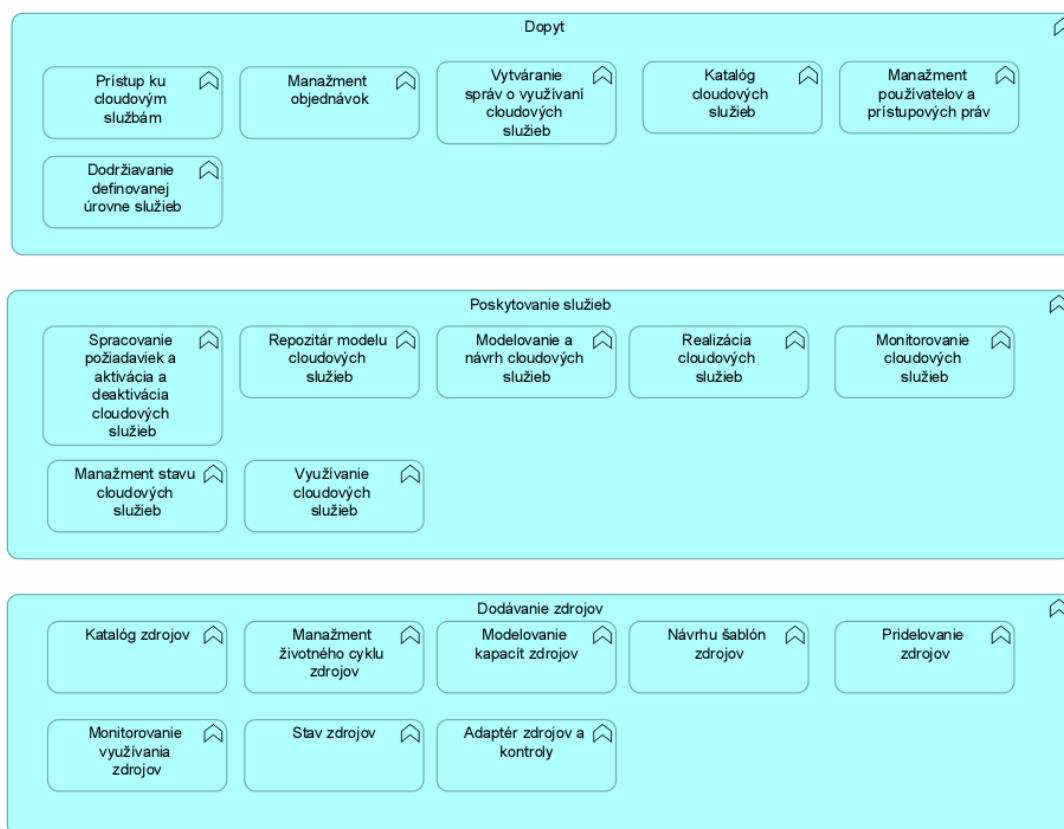 Dopyt
Prístup ku
cloudovým
službám
Manažment
objednávok
Vytváranie
správ o využívaní
cloudových
služieb
Katalóg
cloudových
služieb
Manažment
používatelov a
prístupových práv
Dodržiavanie
definovanej
úrovne služieb
Poskytovanie služieb
Spracovanie
požiadaviek a
aktivácia a
deaktivácia
cloudových
služieb
Repozitár modelu
cloudových
služieb
Modelovanie a
návrh cloudových
služieb
Realizácia
cloudových
služieb
Monitorovanie
cloudových
služieb
Manažment stavu
cloudových
služieb
Využívanie
cloudových
služieb
Dodávanie zdrojov
Katalóg zdrojov
Manažment
životného cyklu
zdrojov
Modelovanie
kapacít zdrojov
Návrhu šablón
zdrojov
Pridelovanie
zdrojov
Monitorovanie
využívania
zdrojov
Stav zdrojov
Adaptér zdrojov a
kontroly